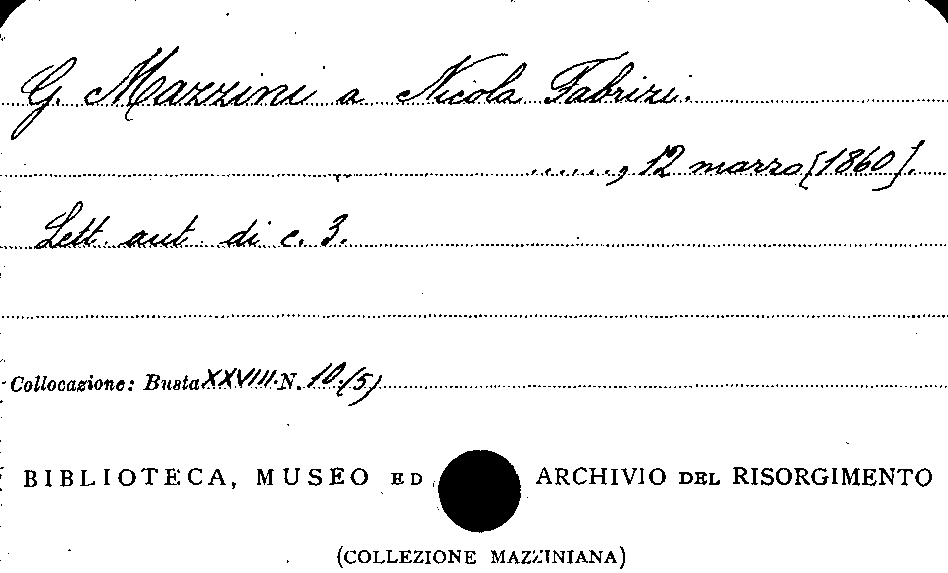 G. Mazzini a Nicola Fabrizi.
......, 12 marzo [1860].
Lett. aut. di c. 3.
Collocazione: Busta XXVIII. N. 10.(5)
BIBLIOTECA, MUSEO ED ARCHIVIO DEL RISORGIMENTO
(COLLEZIONE MAZZINIANA)